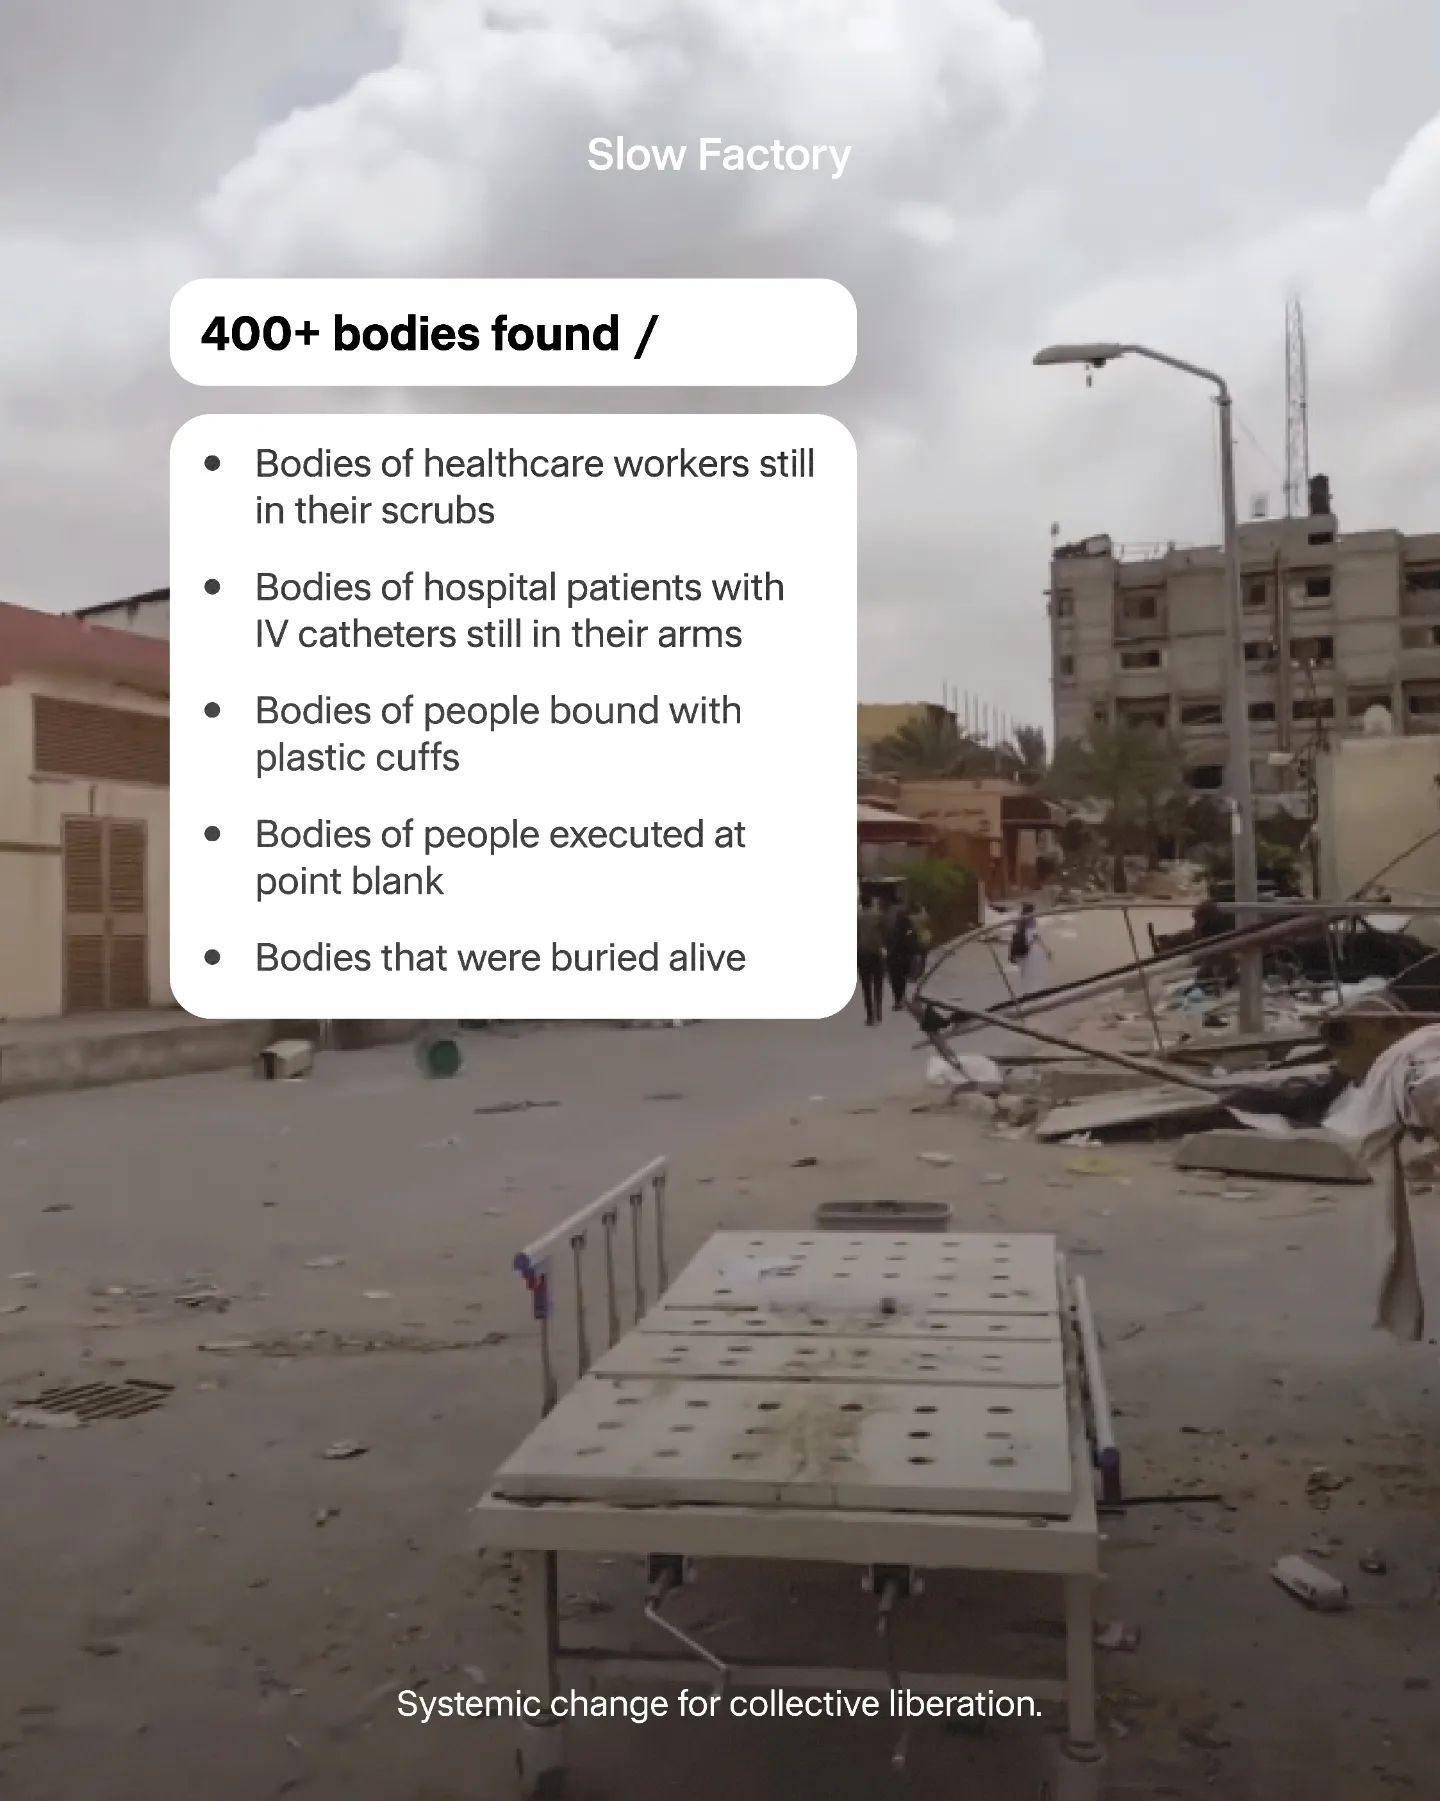 Slow Factory
400+ bodies found /
• Bodies of healthcare workers still
in their scrubs
• Bodies of hospital patients with
IV catheters still in their arms
• Bodies of people bound with
plastic cuffs
• Bodies of people executed at
point blank
• Bodies that were buried alive
Systemic change for collective liberation.